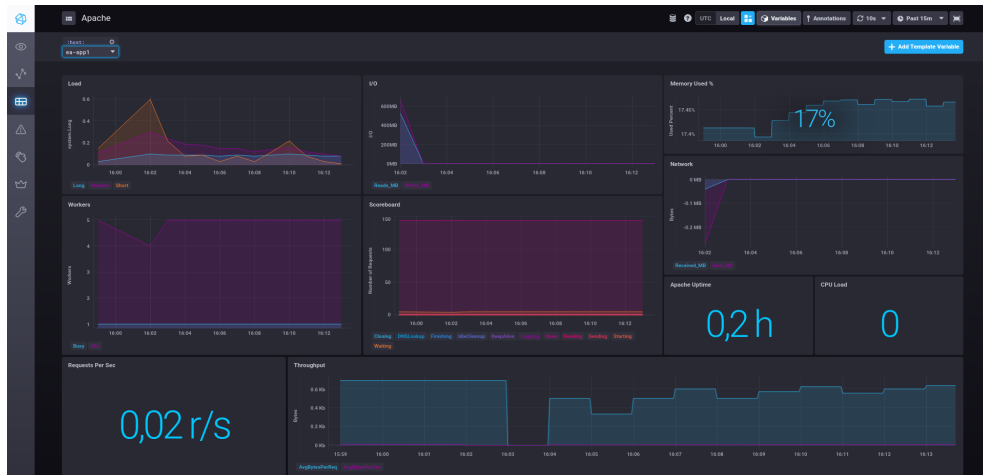 Apache
UTC Local Variables Annotations 10s Past 15m
:host:
ea-app1
+ Add Template Variable
Load
system.Long
0.6
0.4
0.2
0
16:00 16:02 16:04 16:06 16:08 16:10 16:12
Long Short
I/O
I/O
600MB
400MB
200MB
0MB
16:02 16:04 16:06 16:08 16:10 16:12
Reads_MB
Memory Used %
Used Percent
17.45%
17.4%
17%
16:00 16:02 16:04 16:06 16:08 16:10 16:12
Network
Bytes
0 MB
-0.1 MB
-0.2 MB
16:02 16:04 16:06 16:08 16:10 16:12
Received_MB
Workers
Workers
5
4
3
2
1
16:00 16:02 16:04 16:06 16:08 16:10 16:12
Busy
Scoreboard
Number of Requests
150
100
50
0
16:00 16:02 16:04 16:06 16:08 16:10 16:12
Closing DNSLookup Finishing IdleCleanup Keepalive Sending Starting
Waiting
Apache Uptime
0,2 h
CPU Load
0
Requests Per Sec
0,02 r/s
Throughput
Bytes
0.6 Kb
0.4 Kb
0.2 Kb
0 Kb
15:59 16:00 16:01 16:02 16:03 16:04 16:05 16:06 16:07 16:08 16:09 16:10 16:11 16:12 16:13
AvgBytesPerReq